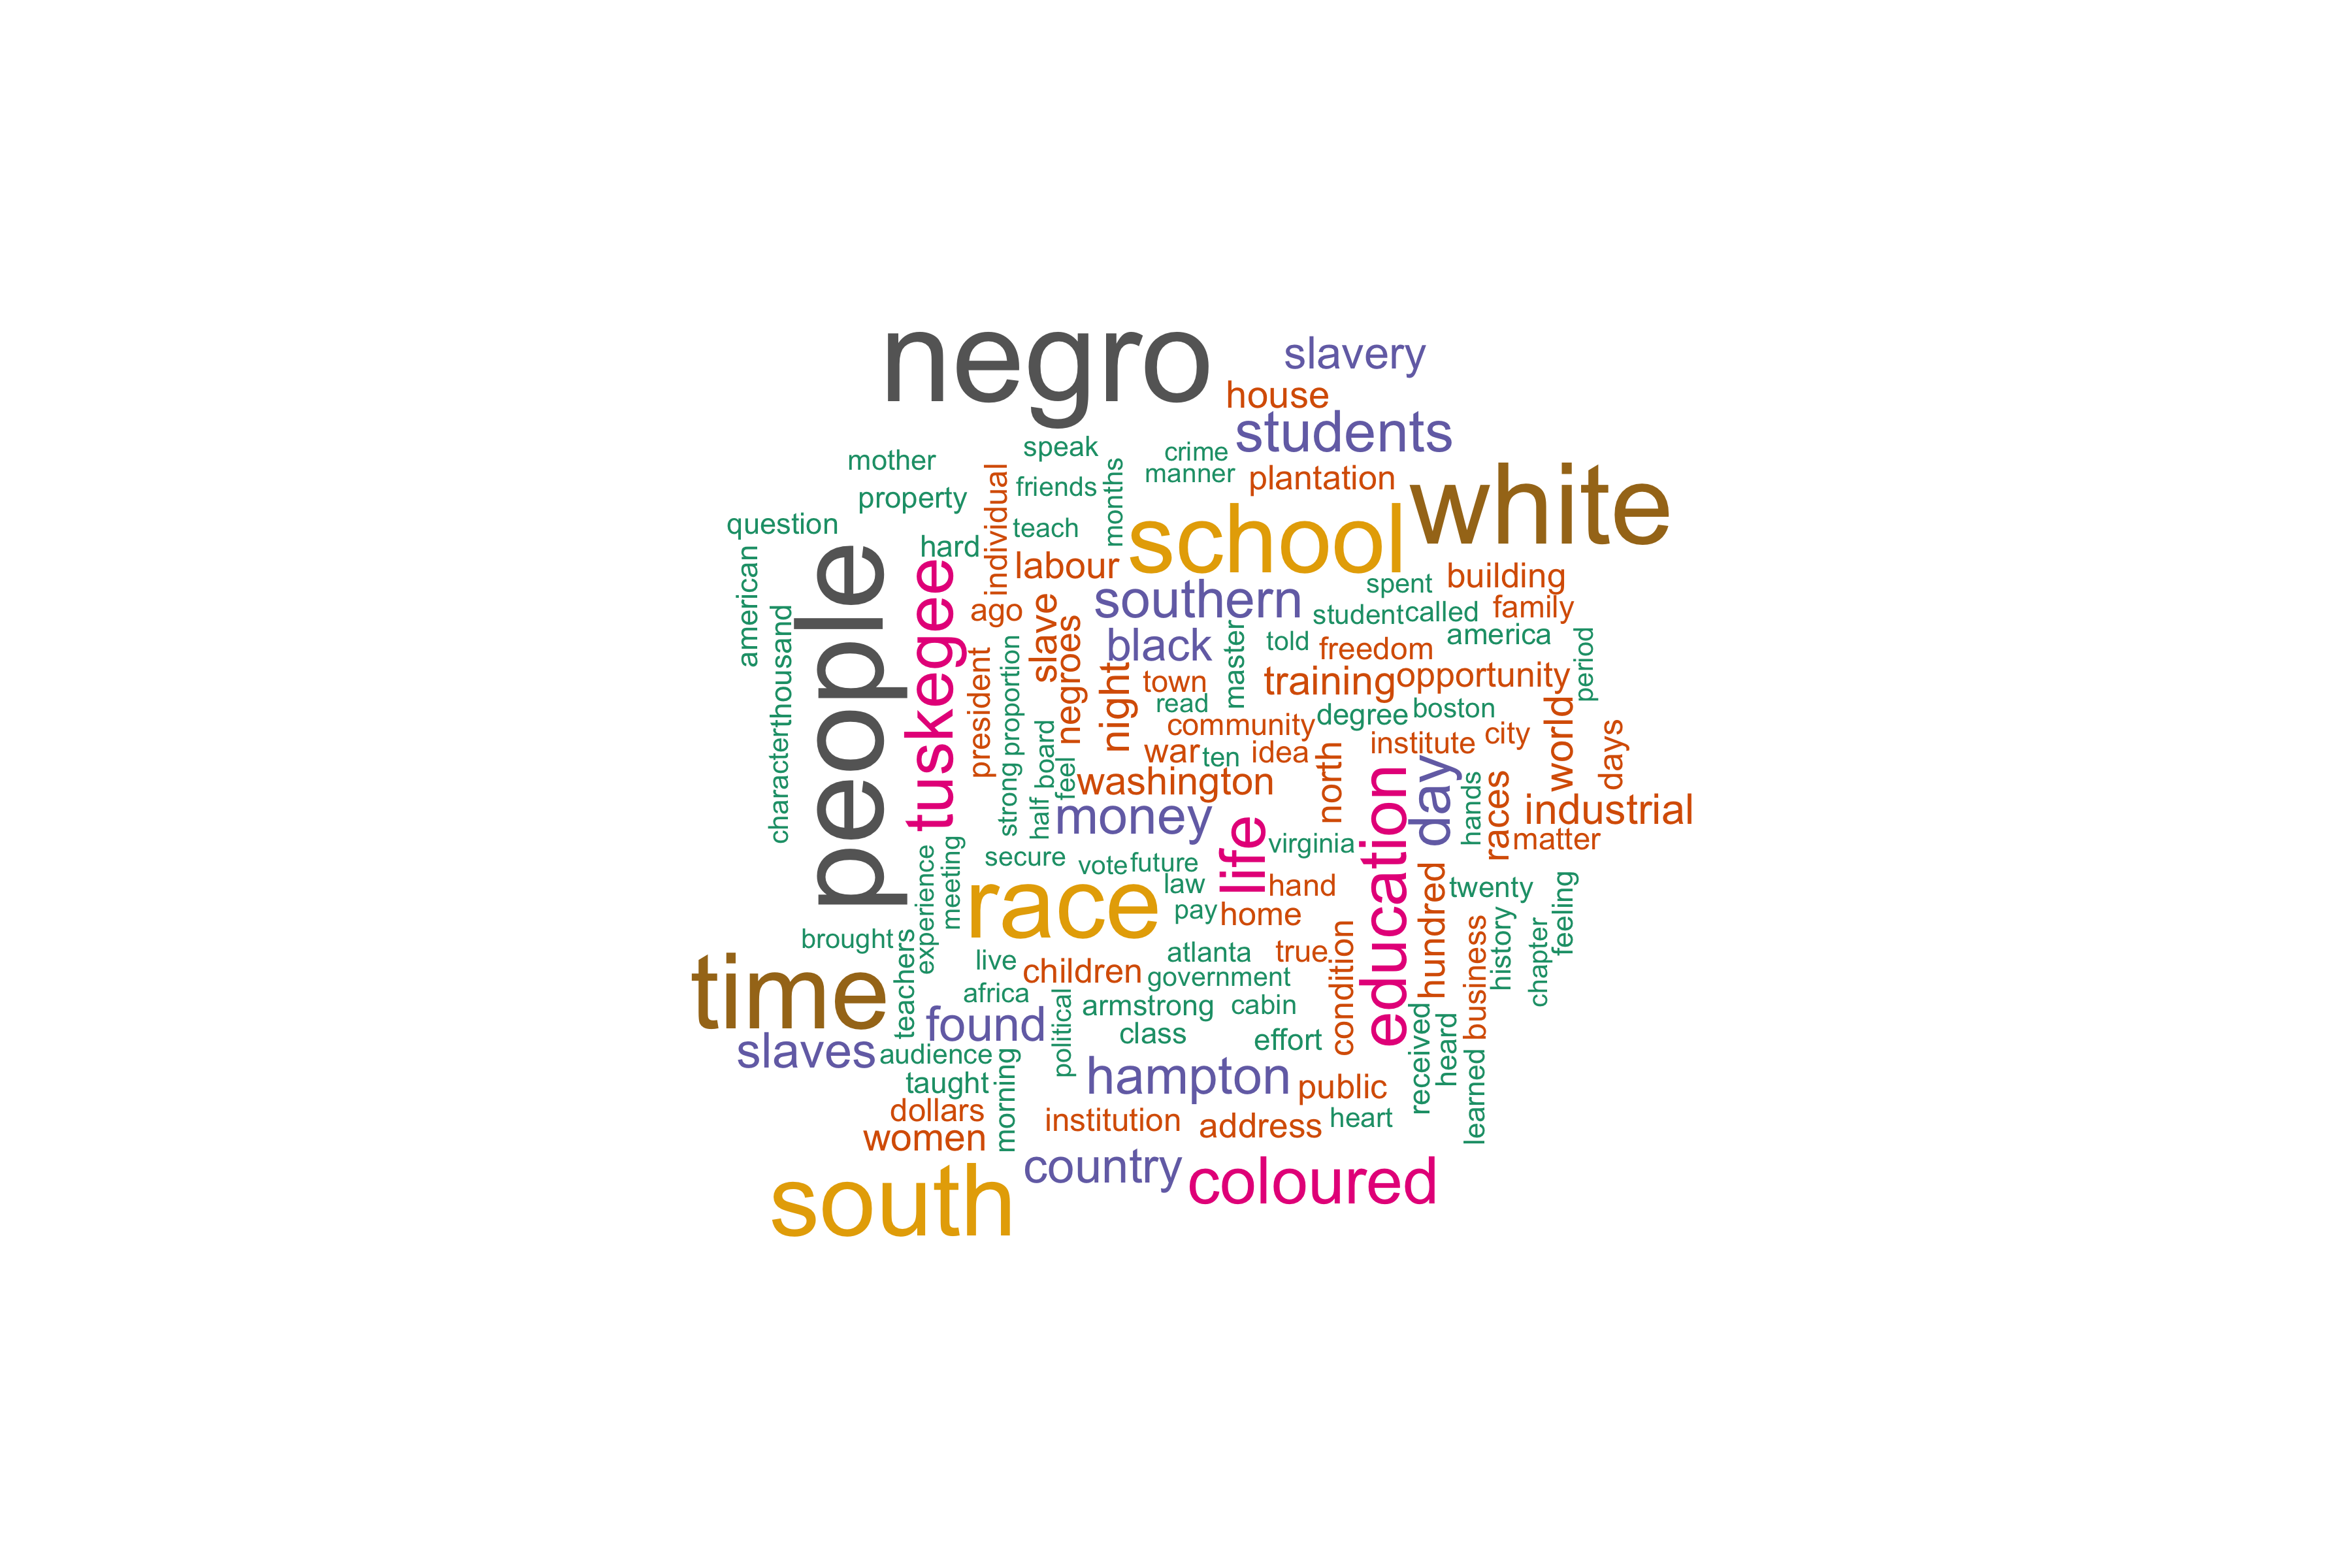 negro
slavery
house
students
mother
speak
crime
manner
plantation
white
property
individual
friends
months
question
teach
school
hard
labour
american
people
tuskegee
ago
slave
southern
spent
building
student
called
family
characterthousand
president
proportion
negroes
black
night
master
told
freedom
america
period
town
read
training
opportunity
community
degree
boston
strong
board
feel
war
ten
idea
institute
city
world
days
half
washington
north
money
day
hands
races
industrial
matter
life
virginia
education
secure
vote
future
race
law
hand
hundred
twenty
feeling
experience
meeting
pay
home
brought
time
teachers
live
children
atlanta
true
condition
business
history
chapter
government
africa
armstrong
cabin
found
political
class
effort
slaves
audience
received
heard
learned
taught
morning
hampton
public
dollars
women
institution
address
heart
country
south
coloured